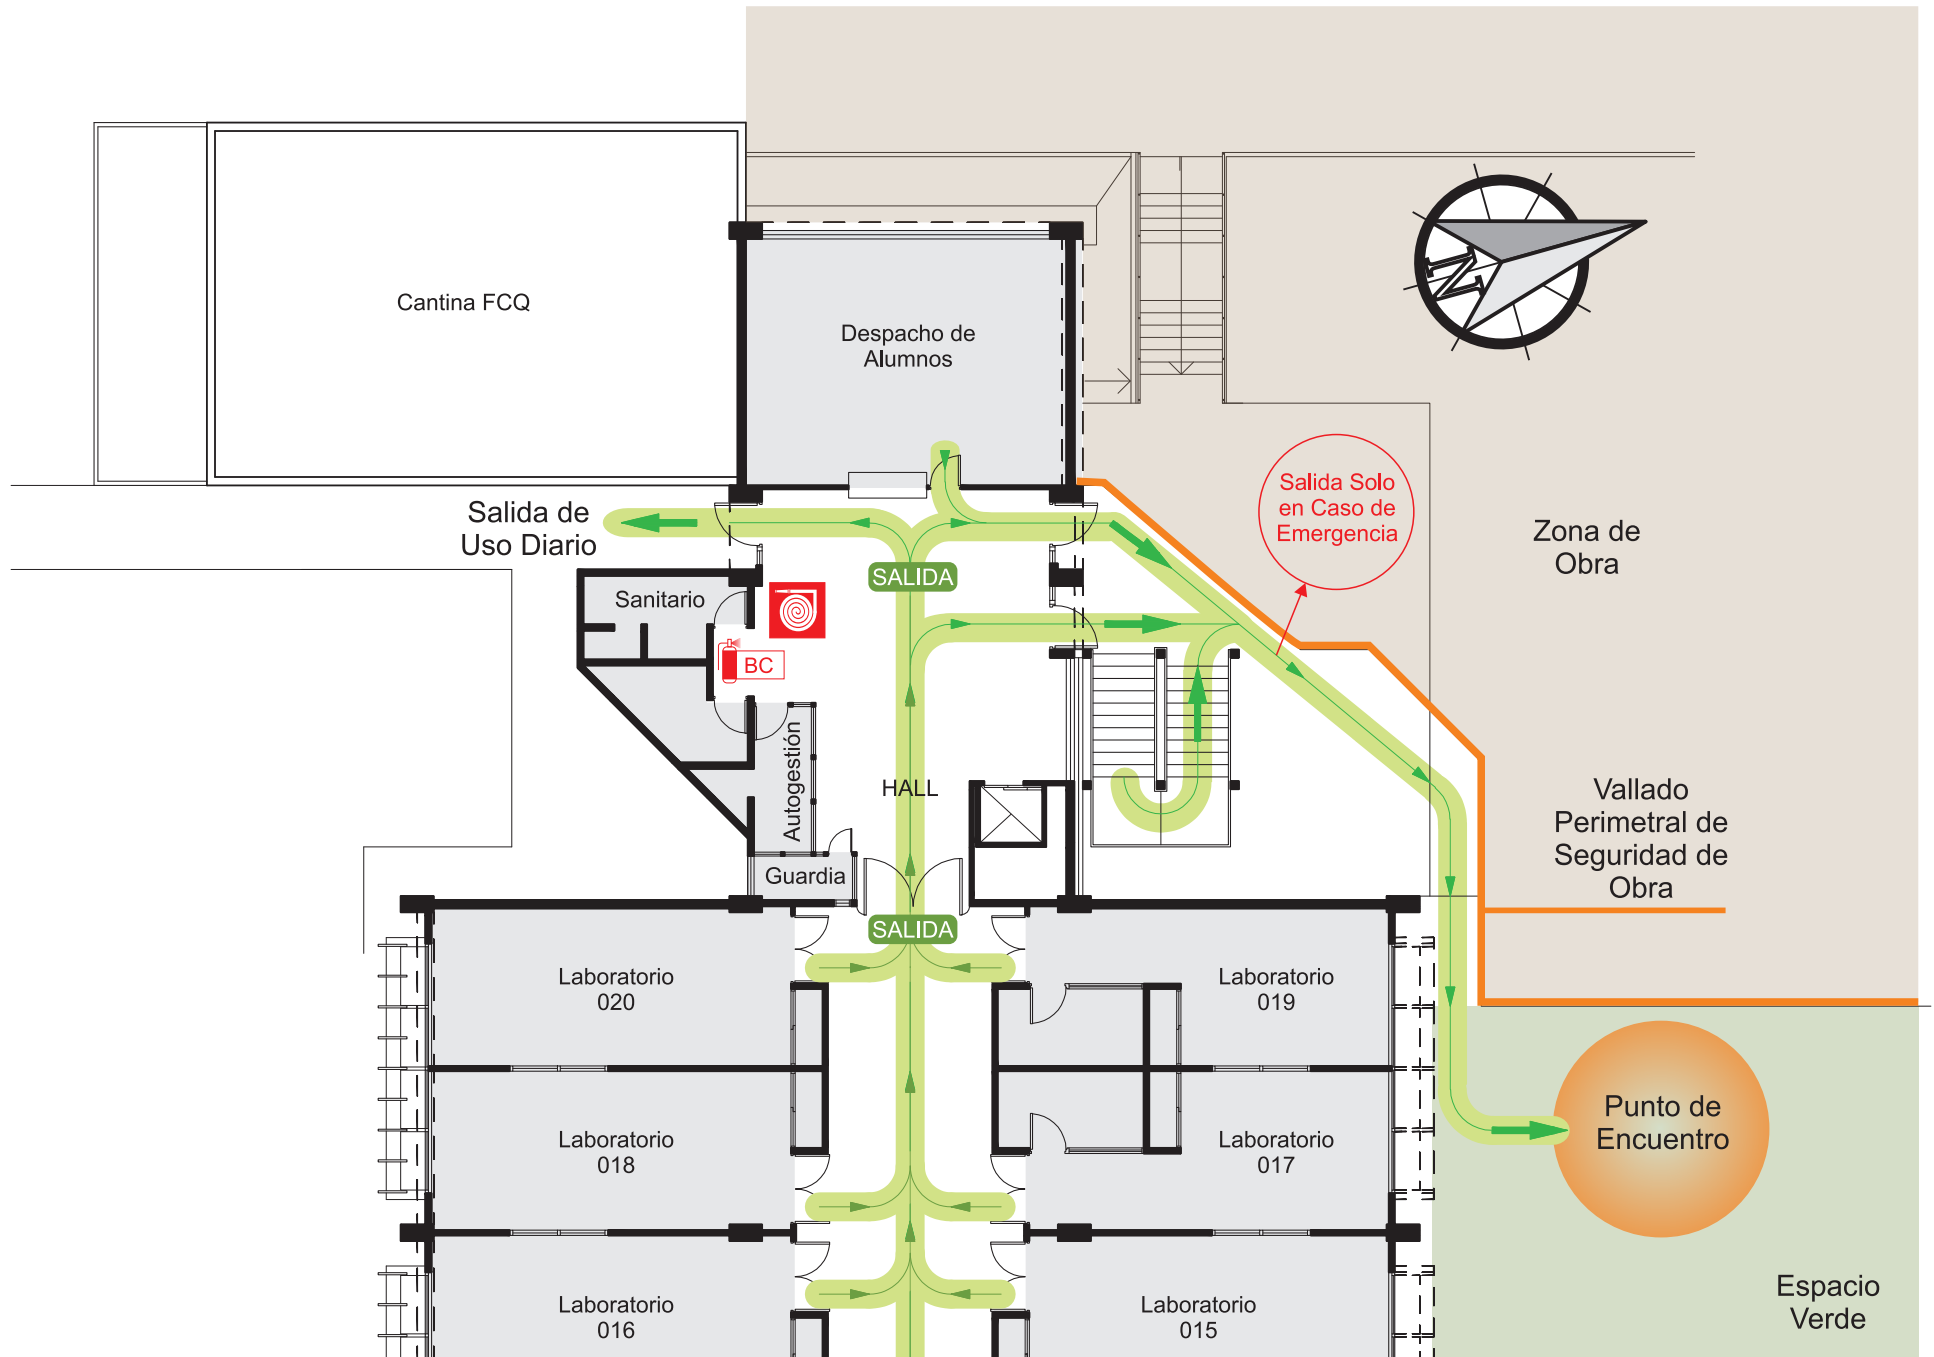 Cantina FCQ
Despacho de
Alumnos
N
Salida de
Uso Diario
Salida Solo
en Caso de
Emergencia
Zona de
Obra
SALIDA
Sanitario
BC
Autogestión
HALL
Vallado
Perimetral de
Seguridad de
Obra
Guardia
SALIDA
Laboratorio
020
Laboratorio
019
Laboratorio
018
Laboratorio
017
Punto de
Encuentro
Laboratorio
016
Laboratorio
015
Espacio
Verde